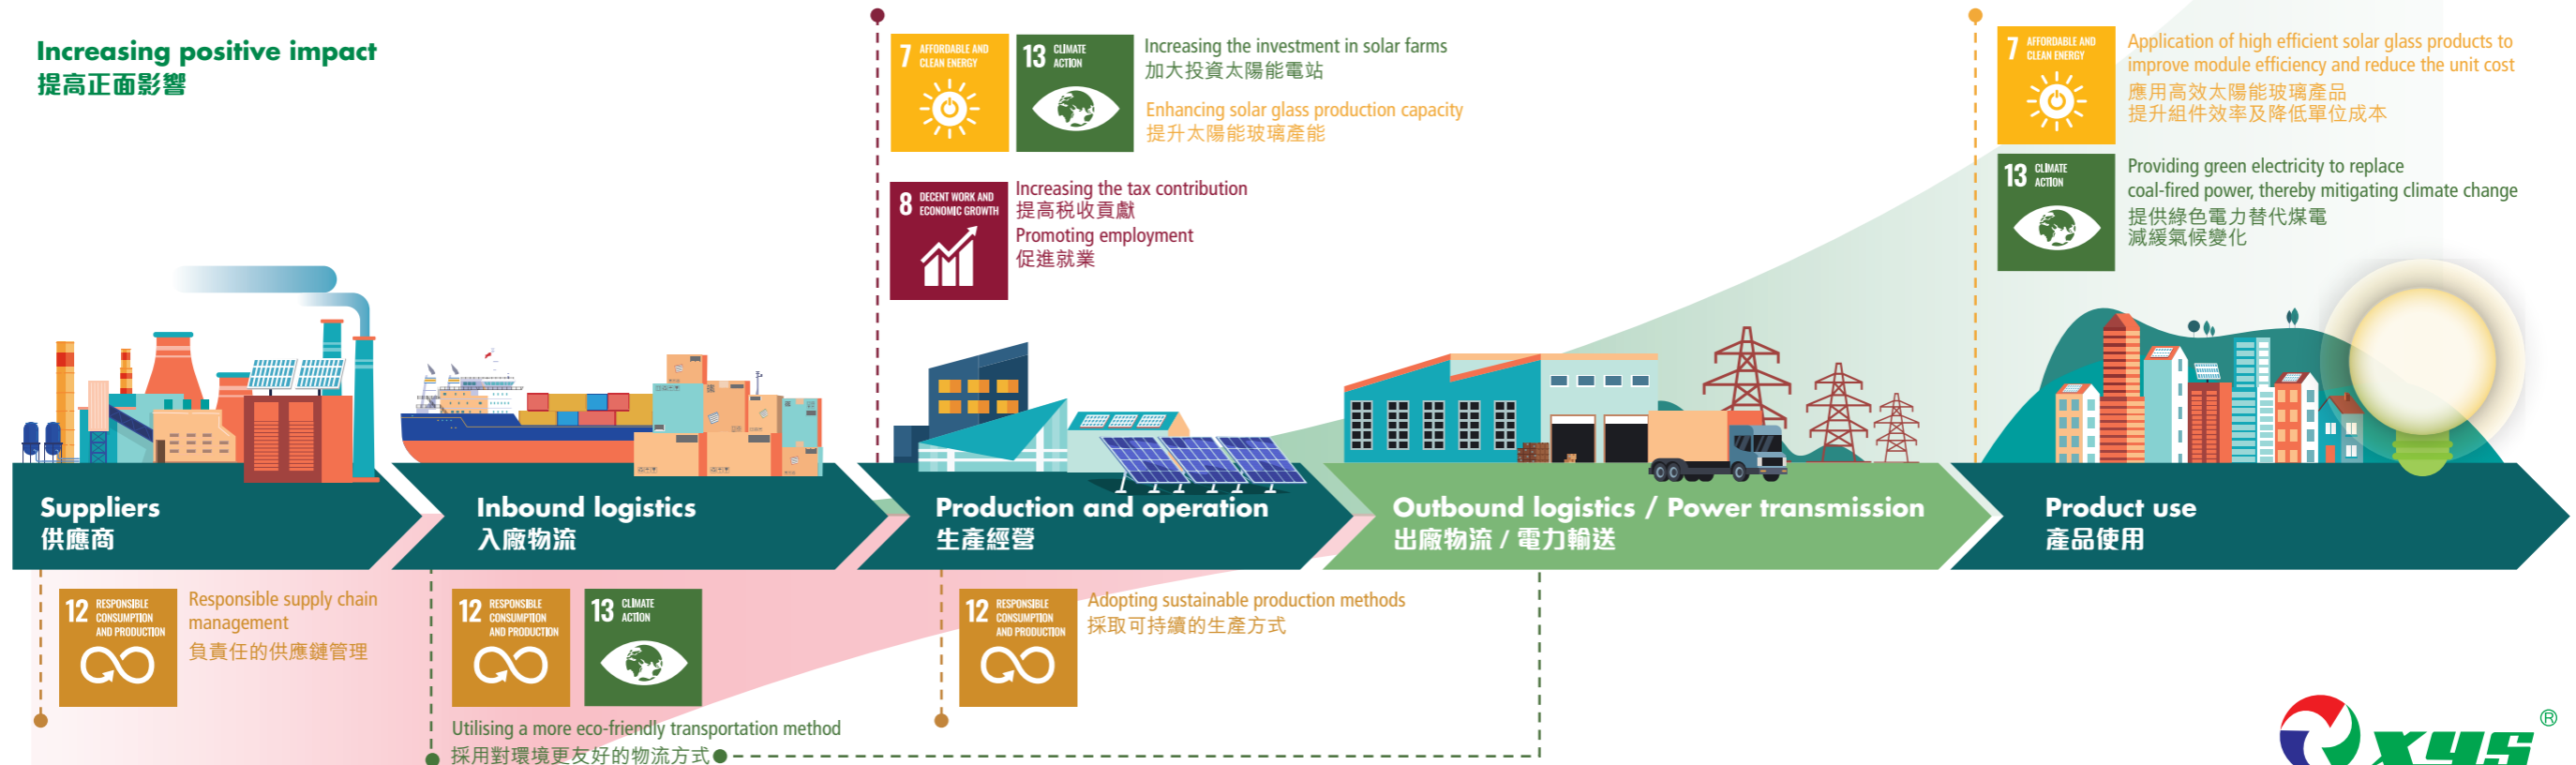 Increasing positive impact
提高正面影響
7 AFFORDABLE AND
CLEAN ENERGY
13 CLIMATE
ACTION
Increasing the investment in solar farms
加大投資太陽能電站
Enhancing solar glass production capacity
提升太陽能玻璃產能
8 DECENT WORK AND
ECONOMIC GROWTH
Increasing the tax contribution
提高税收貢獻
Promoting employment
促進就業
7 AFFORDABLE AND
CLEAN ENERGY
Application of high efficient solar glass products to
improve module efficiency and reduce the unit cost
應用高效太陽能玻璃產品
提升組件效率及降低單位成本
13 CLIMATE
ACTION
Providing green electricity to replace
coal-fired power, thereby mitigating climate change
提供綠色電力替代煤電
減緩氣候變化
Suppliers
供應商
Inbound logistics
入廠物流
Production and operation
生產經營
Outbound logistics / Power transmission
出廠物流 / 電力輸送
Product use
產品使用
12 RESPONSIBLE
CONSUMPTION
AND PRODUCTION
Responsible supply chain
management
負責任的供應鏈管理
12 RESPONSIBLE
CONSUMPTION
AND PRODUCTION
13 CLIMATE
ACTION
Utilising a more eco-friendly transportation method
採用對環境更友好的物流方式
12 RESPONSIBLE
CONSUMPTION
AND PRODUCTION
Adopting sustainable production methods
採取可持續的生產方式
XYS®